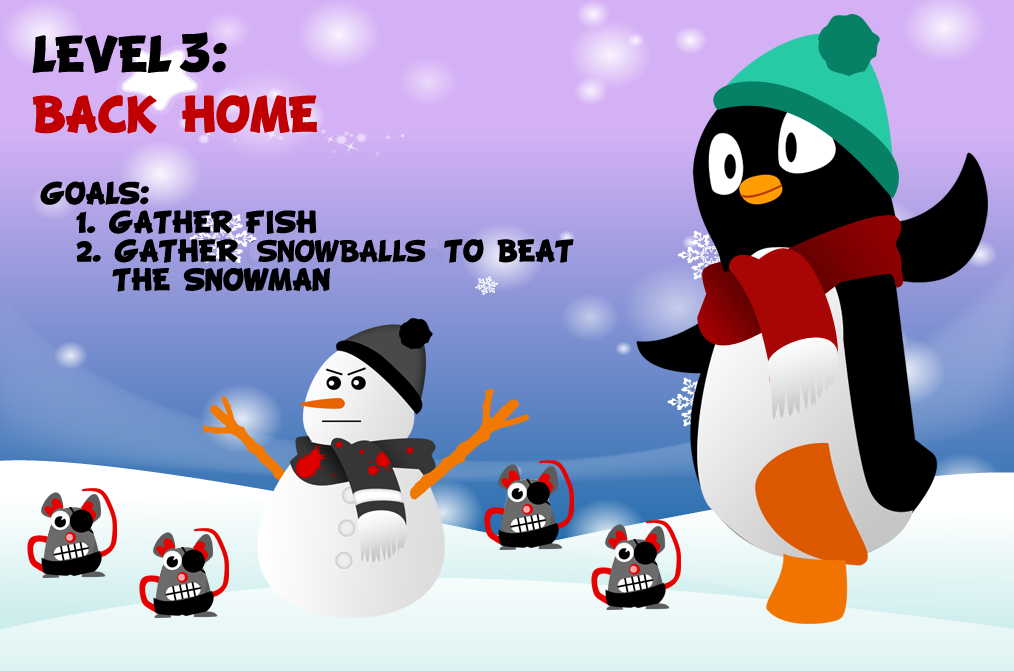 LEVEL 3:
BACK HOME
GOALS:
1. GATHER FISH
2. GATHER SNOWBALLS TO BEAT
THE SNOWMAN